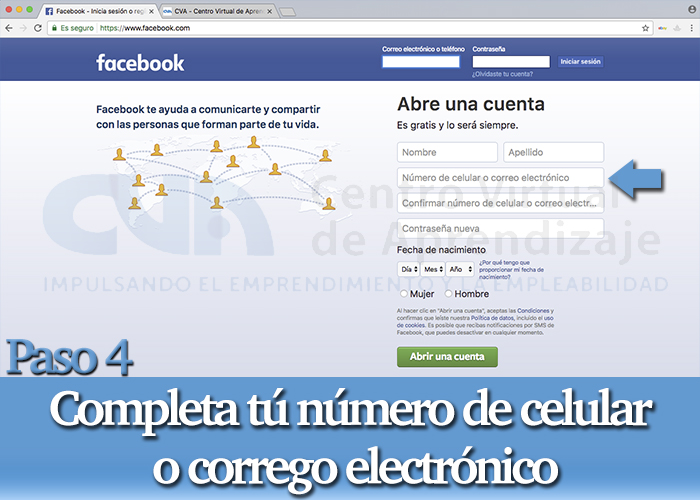 Facebook - Inicia sesión o regi
CVA - Centro Virtual de Aprend
Es seguro
https://www.facebook.com
Correo electrónico o teléfono
Contraseña
facebook
Iniciar sesión
¿Olvidaste tu cuenta?
Facebook te ayuda a comunicarte y compartir
con las personas que forman parte de tu vida.
Abre una cuenta
Es gratis y lo será siempre.
Nombre
Apellido
Número de celular o correo electrónico
Confirmar número de celular o correo electr...
Contraseña nueva
CVA
Centro Virtual
de Aprendizaje
IMPULSANDO EL EMPRENDIMIENTO Y LA EMPLEABILIDAD
Fecha de nacimiento
Día
Mes
Año
¿Por qué tengo que
proporcionar mi fecha de
nacimiento?
Mujer
Hombre
Al hacer clic en "Abrir una cuenta", aceptas las Condiciones y
confirmas que leíste nuestra Política de datos, incluido el uso
de cookies. Es posible que recibas notificaciones por SMS de
Facebook, que puedes desactivar en cualquier momento.
Abrir una cuenta
Paso 4
Completa tú número de celular
o corrego electrónico